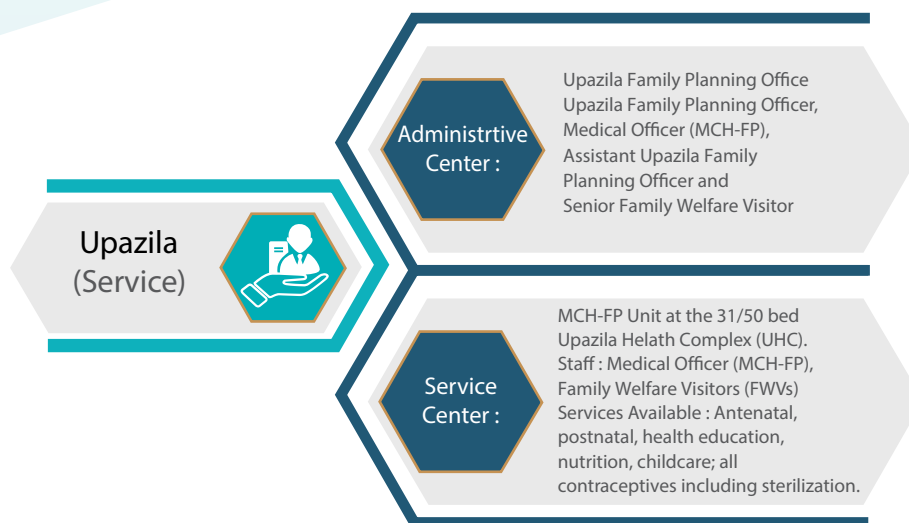 Upazila
(Service)
Administrtive
Center :
Upazila Family Planning Office
Upazila Family Planning Officer,
Medical Officer (MCH-FP),
Assistant Upazila Family
Planning Officer and
Senior Family Welfare Visitor
Service
Center :
MCH-FP Unit at the 31/50 bed
Upazila Helath Complex (UHC).
Staff : Medical Officer (MCH-FP),
Family Welfare Visitors (FWVs)
Services Available : Antenatal,
postnatal, health education,
nutrition, childcare; all
contraceptives including sterilization.